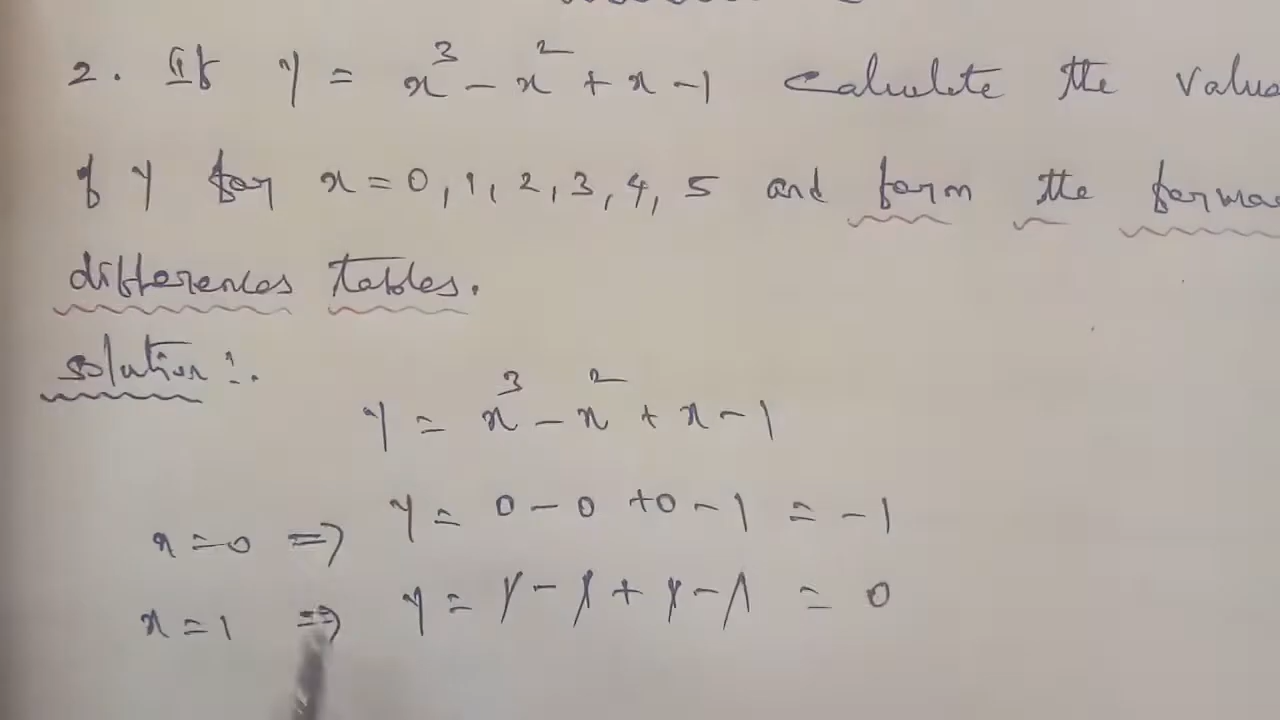 2. If y = x³ - x² + x - 1 Calculate the value
of y for x = 0, 1, 2, 3, 4, 5 and form the forwa
differences tables.
solution :.
y = x³ - x² + x - 1
x = 0 ⇒ y = 0 - 0 + 0 - 1 = -1
x = 1 ⇒ y = 1 - 1 + 1 - 1 = 0